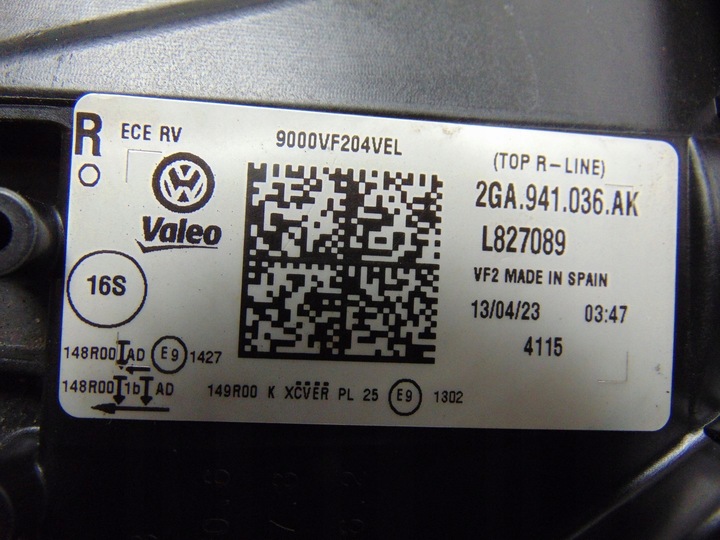 R
ECE RV
9000VF204VEL
(TOP R-LINE)
2GA.941.036.AK
Valeo
L827089
VF2 MADE IN SPAIN
16S
13/04/23 03:47
4115
148R00 AD E9 1427
148R00 1b AD
149R00 K XCVER PL 25 E9 1302